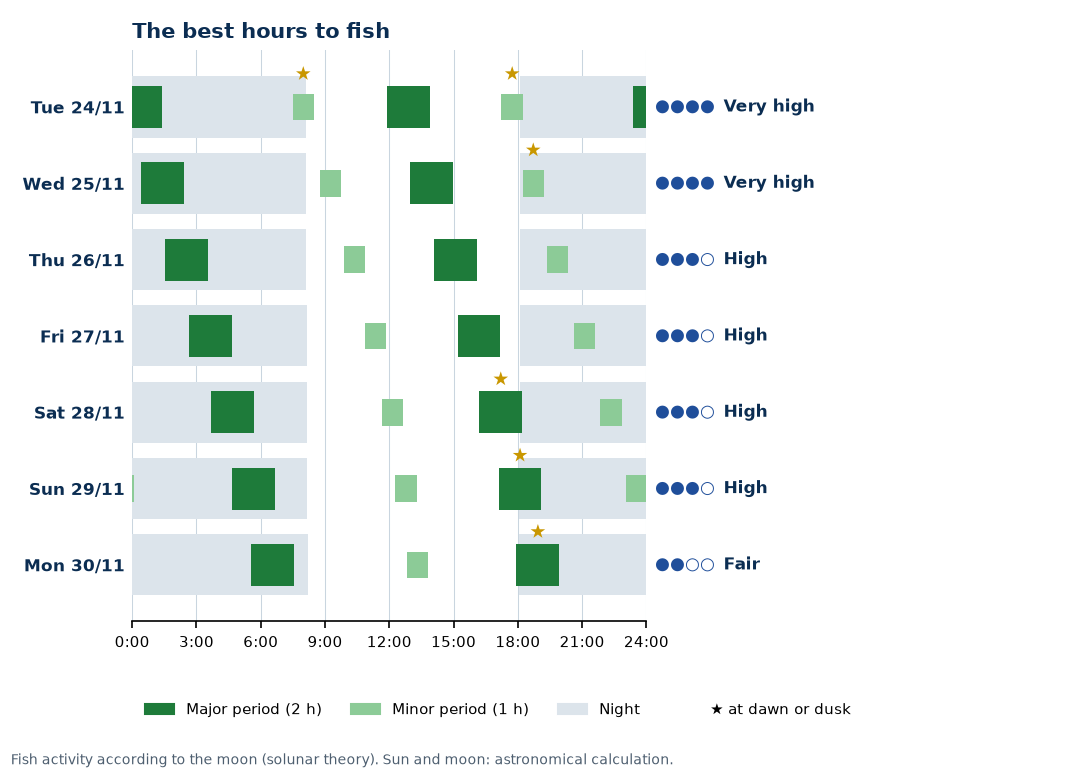 The best hours to fish
Tue 24/11 ★ ★ ●●●● Very high
Wed 25/11 ★ ●●●● Very high
Thu 26/11 ●●●○ High
Fri 27/11 ●●●○ High
Sat 28/11 ★ ●●●○ High
Sun 29/11 ★ ●●●○ High
Mon 30/11 ★ ●●○○ Fair
0:00 3:00 6:00 9:00 12:00 15:00 18:00 21:00 24:00
Major period (2 h) Minor period (1 h) Night ★ at dawn or dusk
Fish activity according to the moon (solunar theory). Sun and moon: astronomical calculation.